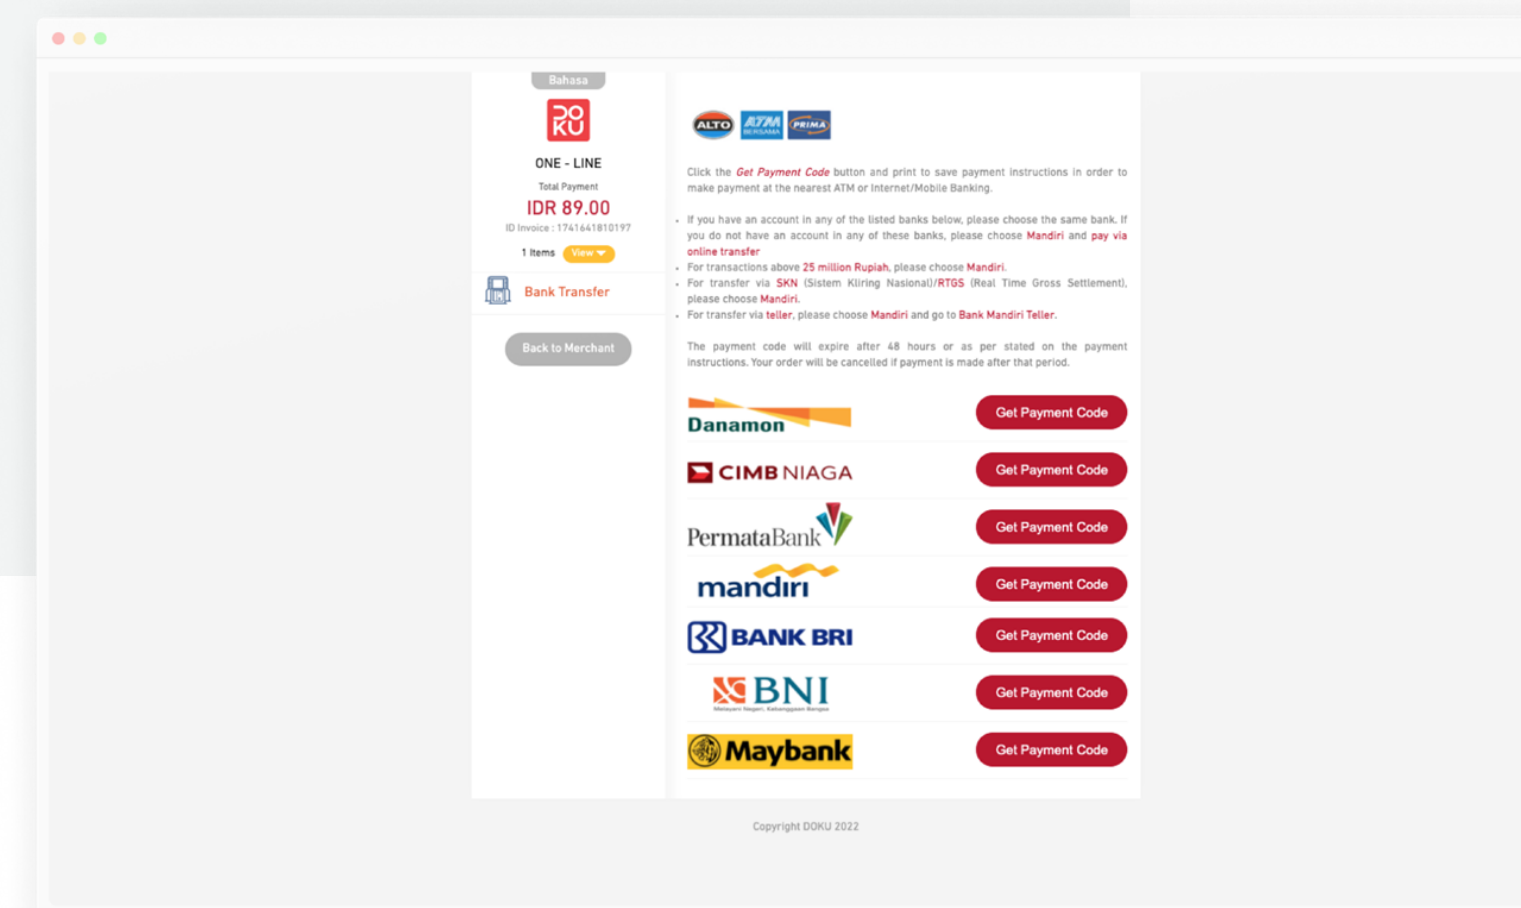 Bahasa
DOKU
ONE - LINE
Total Payment
IDR 89.00
ID Invoice : 1741641810197
1 Items View
Bank Transfer
Back to Merchant
ALTO ATM BERSAMA PRIMA
Click the Get Payment Code button and print to save payment instructions in order to
make payment at the nearest ATM or Internet/Mobile Banking.
If you have an account in any of the listed banks below, please choose the same bank. If
you do not have an account in any of these banks, please choose Mandiri and pay via
online transfer
For transactions above 25 million Rupiah, please choose Mandiri.
For transfer via SKN (Sistem Kliring Nasional)/RTGS (Real Time Gross Settlement),
please choose Mandiri.
For transfer via teller, please choose Mandiri and go to Bank Mandiri Teller.
The payment code will expire after 48 hours or as per stated on the payment
instructions. Your order will be cancelled if payment is made after that period.
Danamon Get Payment Code
CIMB NIAGA Get Payment Code
PermataBank Get Payment Code
mandiri Get Payment Code
BANK BRI Get Payment Code
BNI Get Payment Code
Melayani Negeri, Kebanggaan Bangsa
Maybank Get Payment Code
Copyright DOKU 2022